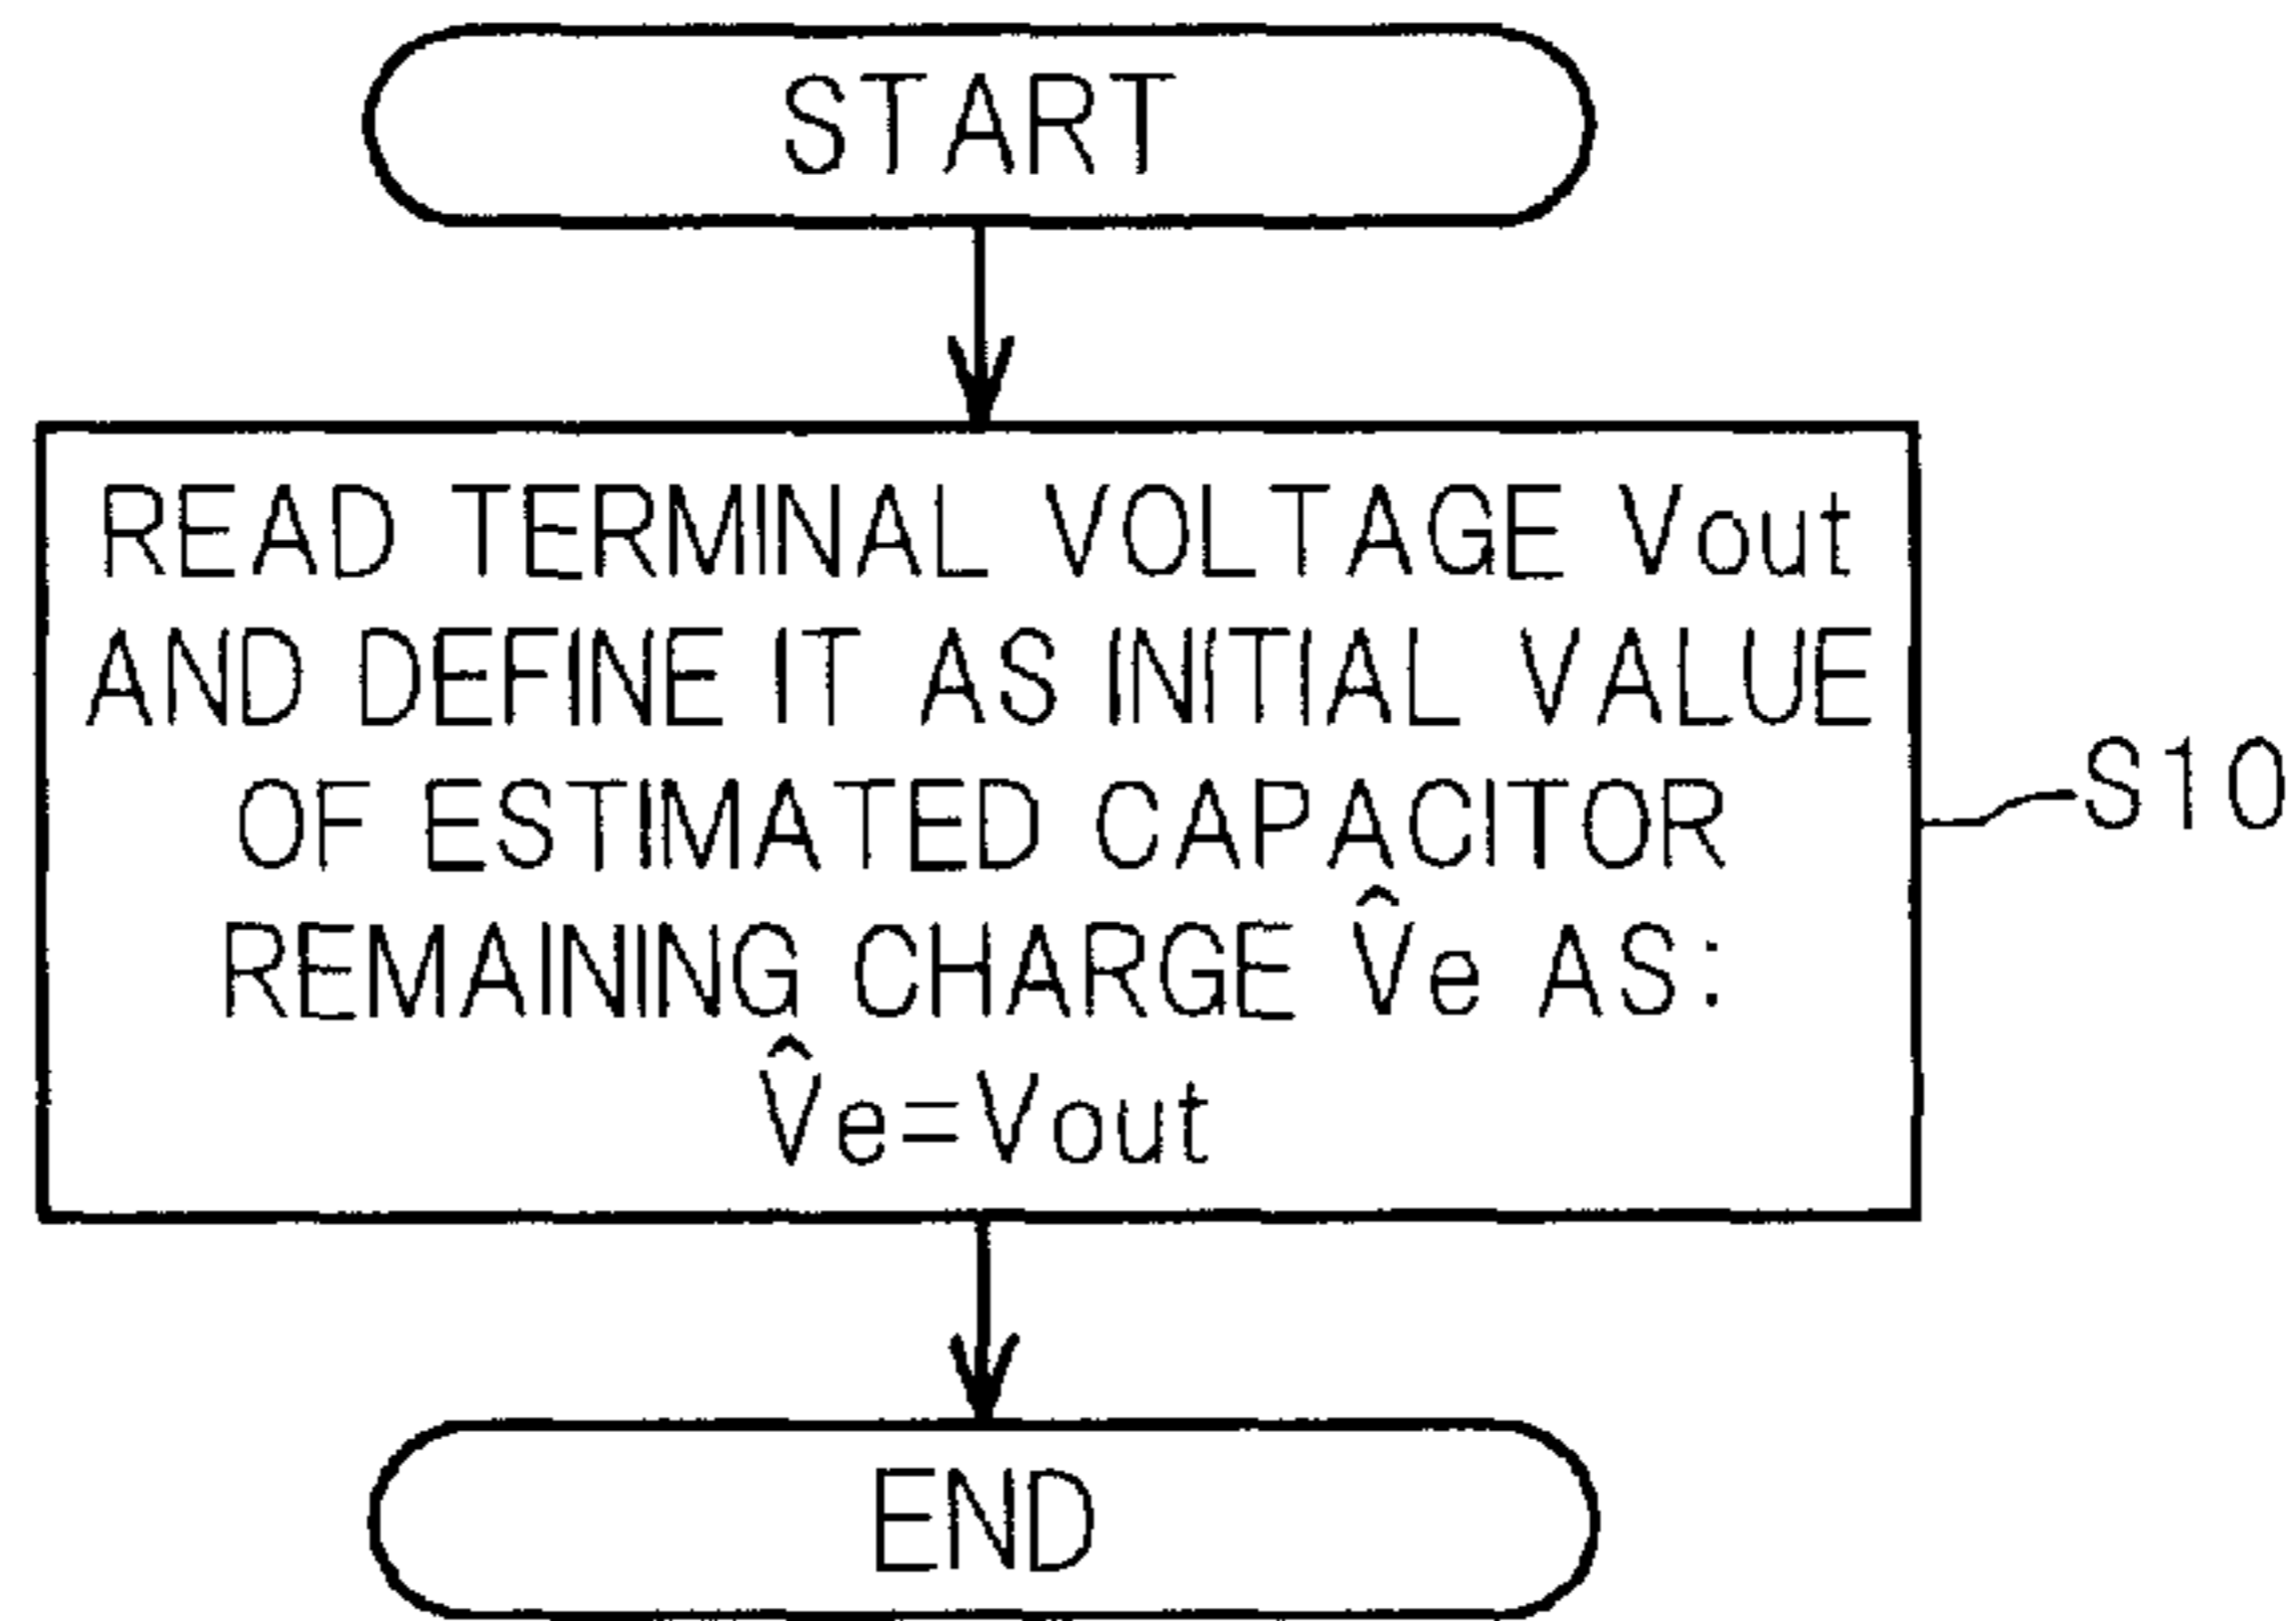 START
READ TERMINAL VOLTAGE Vout
AND DEFINE IT AS INITIAL VALUE
OF ESTIMATED CAPACITOR
REMAINING CHARGE V̂e AS:
V̂e=Vout
S10
END